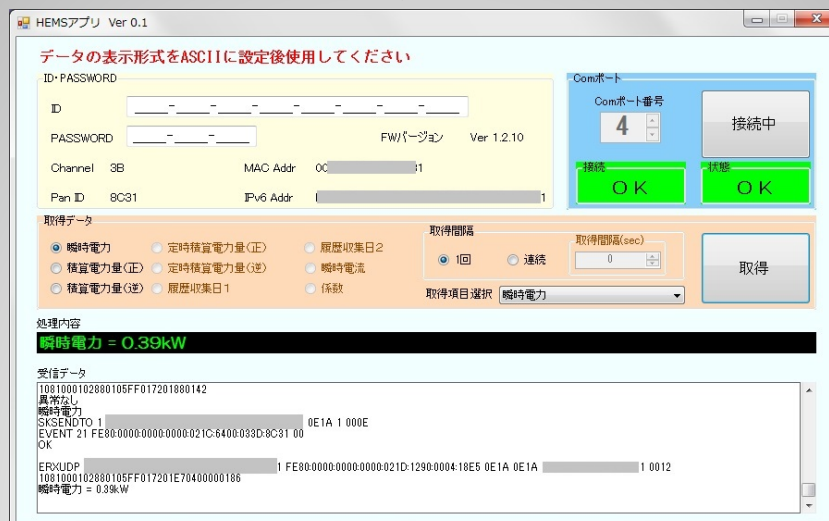 HEMSアプリ Ver 0.1
データの表示形式をASCIIに設定後使用してください
ID・PASSWORD
ID
PASSWORD
FWバージョン Ver 1.2.10
Channel 3B
MAC Addr 00 31
Pan ID 8C31
IPv6 Addr 1
Comポート
Comポート番号
4
接続中
接続
OK
状態
OK
取得データ
瞬時電力
定時積算電力量(正)
履歴収集日2
積算電力量(正)
定時積算電力量(逆)
瞬時電流
積算電力量(逆)
履歴収集日1
係数
取得間隔
1回
連続
取得間隔(sec)
0
取得項目選択 瞬時電力
取得
処理内容
瞬時電力 = 0.39kW
受信データ
1081000102880105FF017201880142
異常なし
瞬時電力
SKSENDTO 1 0E1A 1 000E
EVENT 21 FE80:0000:0000:0000:021C:6400:033D:8C31 00
OK
ERXUDP 1 FE80:0000:0000:0000:021D:1290:0004:18E5 0E1A 0E1A 1 0012
1081000102880105FF017201E70400000186
瞬時電力 = 0.39kW